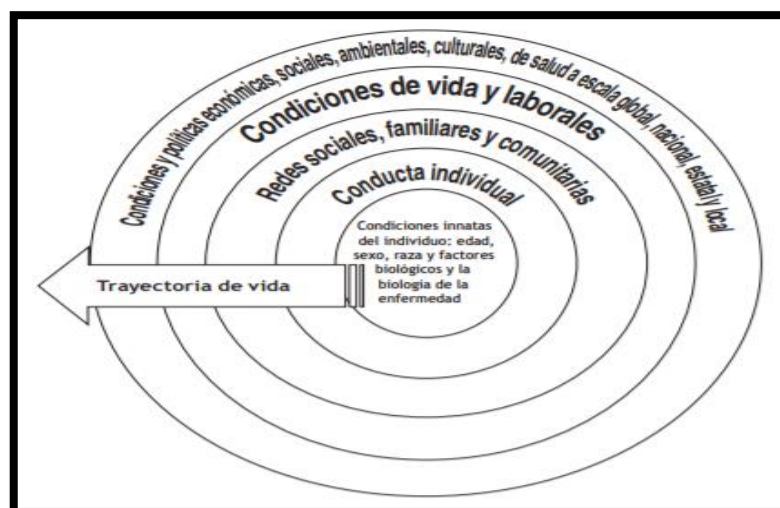 Condiciones y políticas económicas, sociales, ambientales, culturales, de salud a escala global, nacional, estatal y local
Condiciones de vida y laborales
Redes sociales, familiares y comunitarias
Conducta individual
Condiciones innatas
del individuo: edad,
sexo, raza y factores
biológicos y la
biología de la
enfermedad
Trayectoria de vida